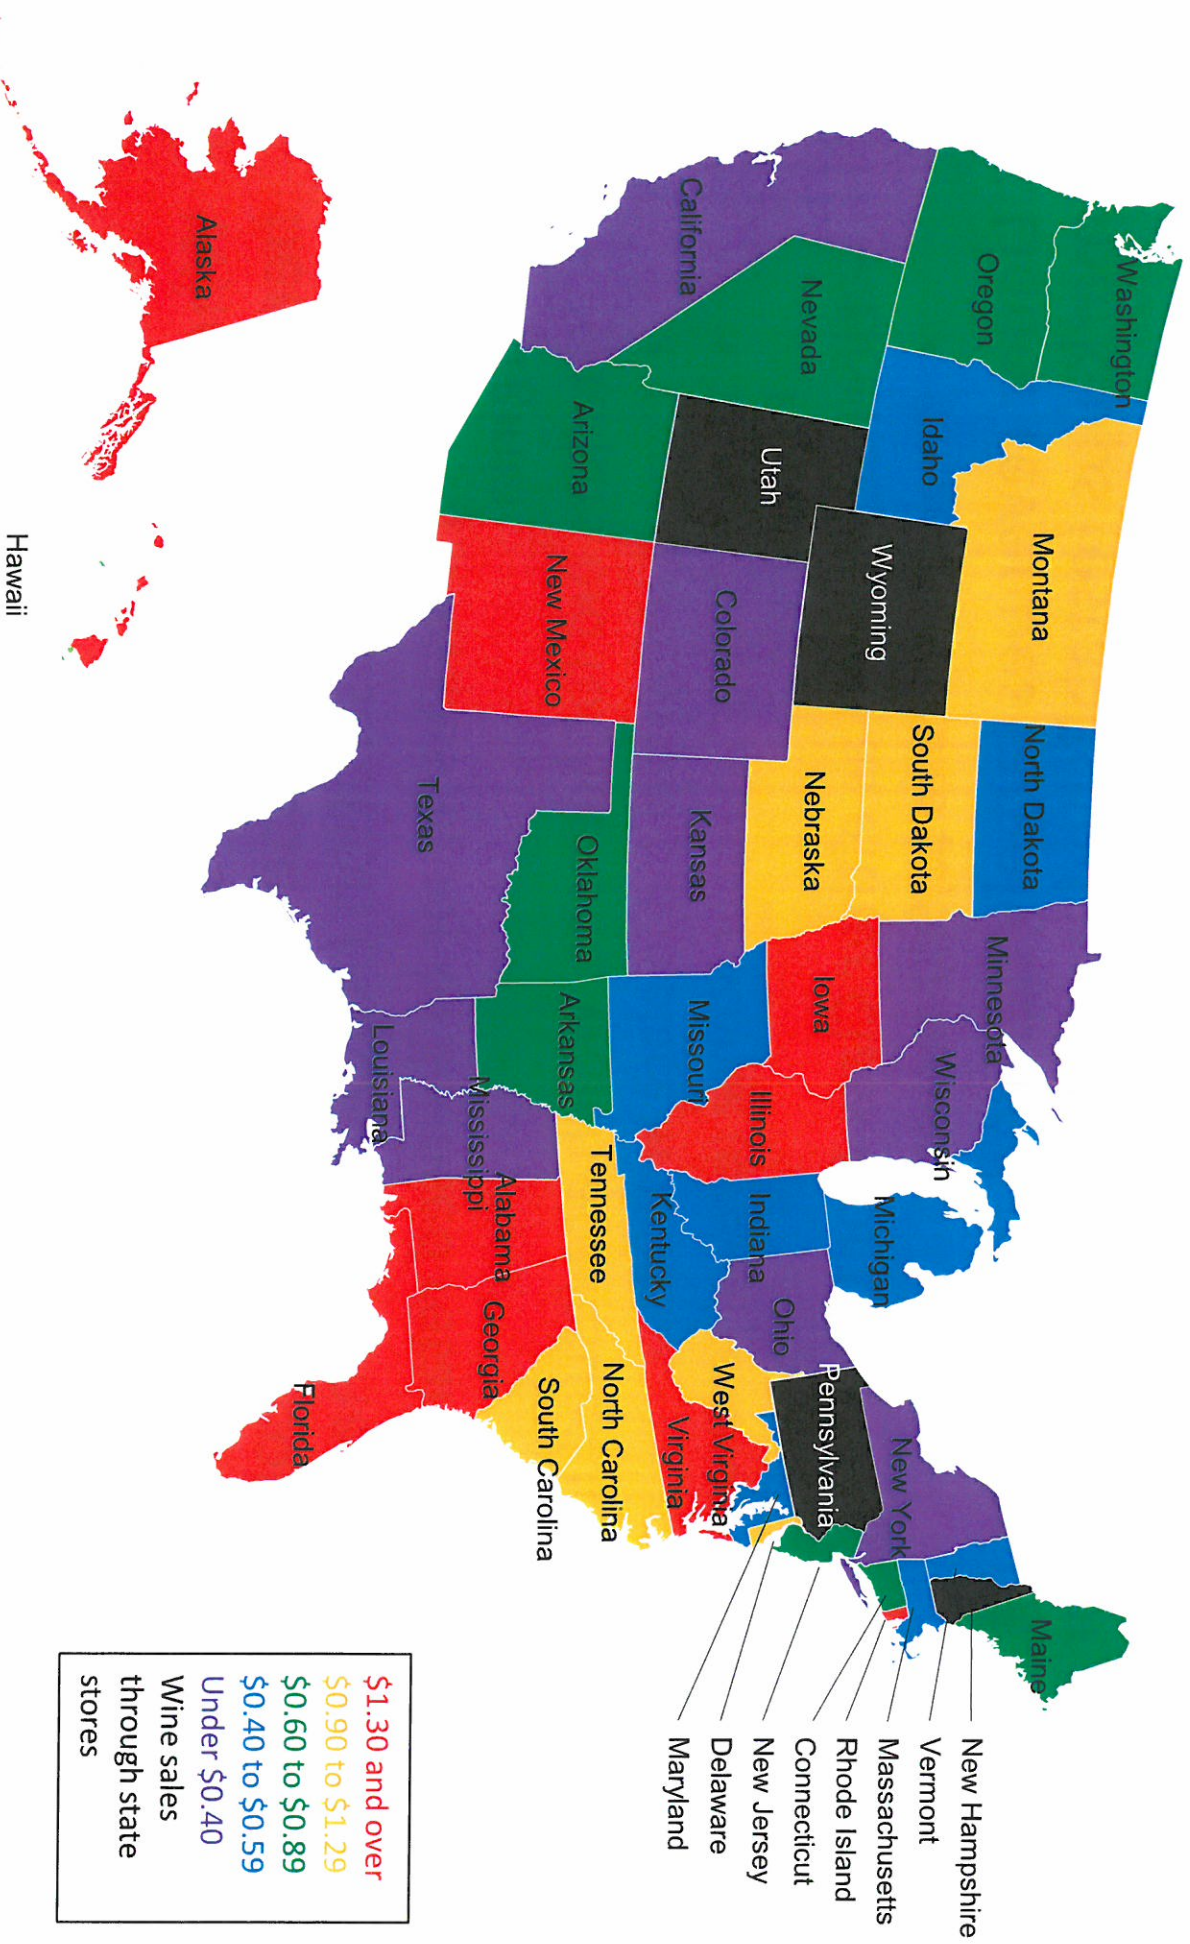 Washington
Oregon
California
Nevada
Idaho
Montana
Wyoming
Utah
Arizona
Colorado
New Mexico
North Dakota
South Dakota
Nebraska
Kansas
Oklahoma
Texas
Minnesota
Iowa
Missouri
Arkansas
Louisiana
Wisconsin
Illinois
Mississippi
Michigan
Indiana
Kentucky
Tennessee
Alabama
Ohio
West Virginia
Virginia
North Carolina
South Carolina
Georgia
Florida
Pennsylvania
New York
Maine
New Hampshire
Vermont
Massachusetts
Rhode Island
Connecticut
New Jersey
Delaware
Maryland
Alaska
Hawaii
$1.30 and over
$0.90 to $1.29
$0.60 to $0.89
$0.40 to $0.59
Under $0.40
Wine sales
through state
stores